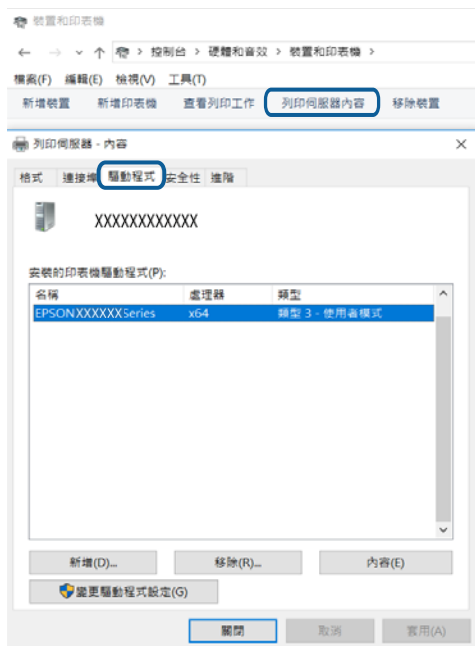 裝置和印表機
控制台 > 硬體和音效 > 裝置和印表機 >
檔案(F) 編輯(E) 檢視(V) 工具(T)
新增裝置 新增印表機 查看列印工作 列印伺服器內容 移除裝置
列印伺服器 - 內容
格式 連接埠 驅動程式 安全性 進階
XXXXXXXXXXXX
安裝的印表機驅動程式(P):
名稱 處理器 類型
EPSONXXXXXXSeries x64 類型 3 - 使用者模式
新增(D)... 移除(R)... 內容(E)
變更驅動程式設定(G)
關閉 取消 套用(A)